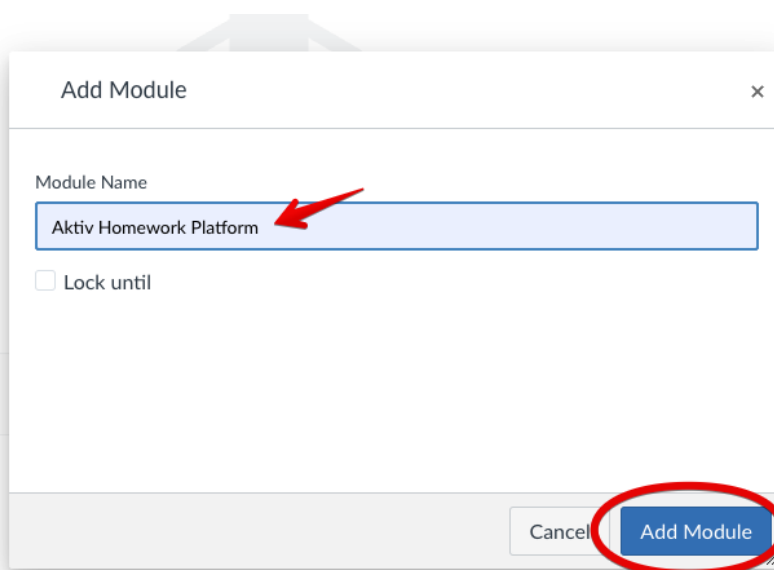 Add Module
Module Name
Aktiv Homework Platform
Lock until
Cancel
Add Module